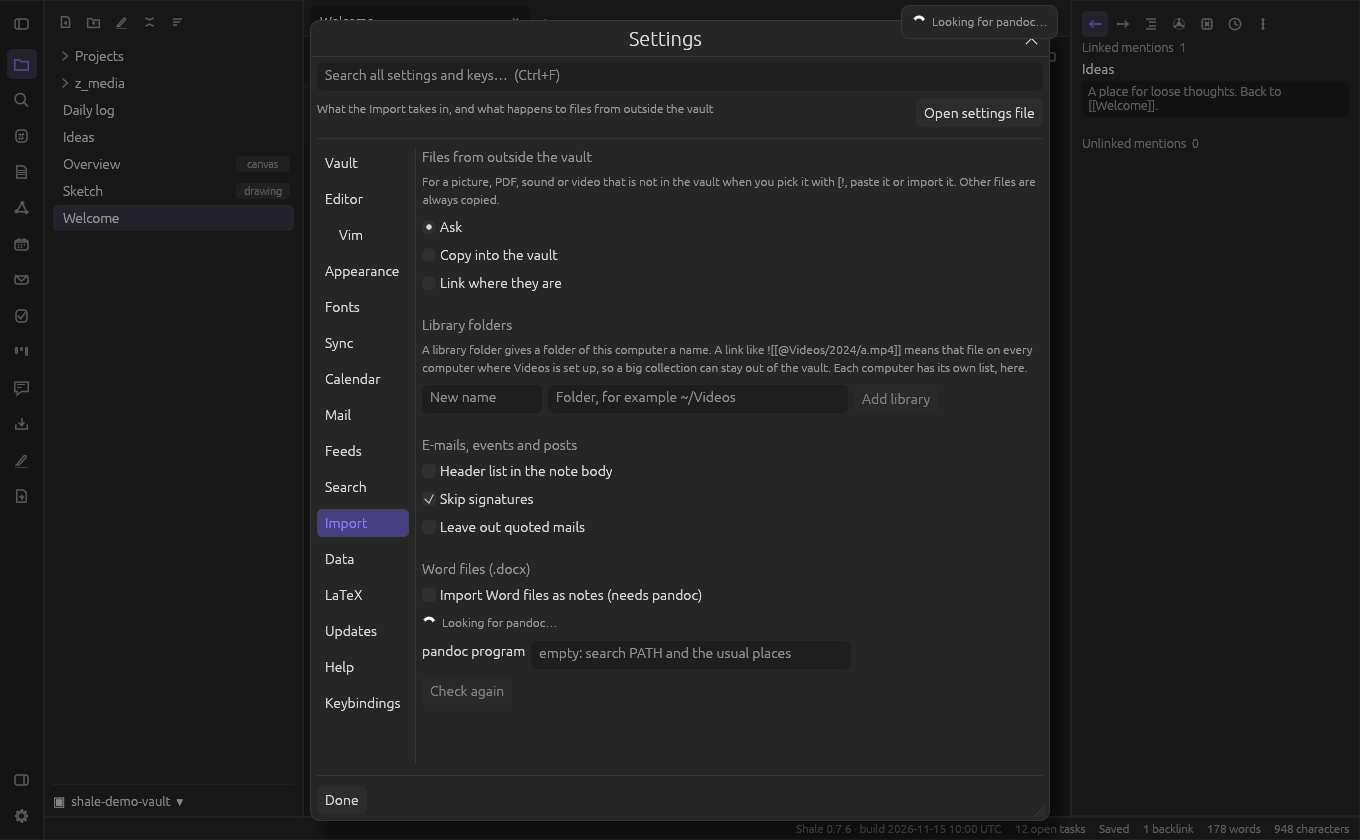 Looking for pandoc…
Settings
Search all settings and keys… (Ctrl+F)
What the Import takes in, and what happens to files from outside the vault
Open settings file
Projects
z_media
Daily log
Ideas
Overview
canvas
Sketch
drawing
Welcome
shale-demo-vault ▼
Vault
Editor
Vim
Appearance
Fonts
Sync
Calendar
Mail
Feeds
Search
Import
Data
LaTeX
Updates
Help
Keybindings
Files from outside the vault
For a picture, PDF, sound or video that is not in the vault when you pick it with [!, paste it or import it. Other files are
always copied.
Ask
Copy into the vault
Link where they are
Library folders
A library folder gives a folder of this computer a name. A link like ![[@Videos/2024/a.mp4]] means that file on every
computer where Videos is set up, so a big collection can stay out of the vault. Each computer has its own list, here.
New name
Folder, for example ~/Videos
Add library
E-mails, events and posts
Header list in the note body
Skip signatures
Leave out quoted mails
Word files (.docx)
Import Word files as notes (needs pandoc)
Looking for pandoc…
pandoc program
empty: search PATH and the usual places
Check again
Done
Linked mentions 1
Ideas
A place for loose thoughts. Back to
[[Welcome]].
Unlinked mentions 0
Shale 0.7.6 · build 2026-11-15 10:00 UTC
12 open tasks
Saved
1 backlink
178 words
948 characters